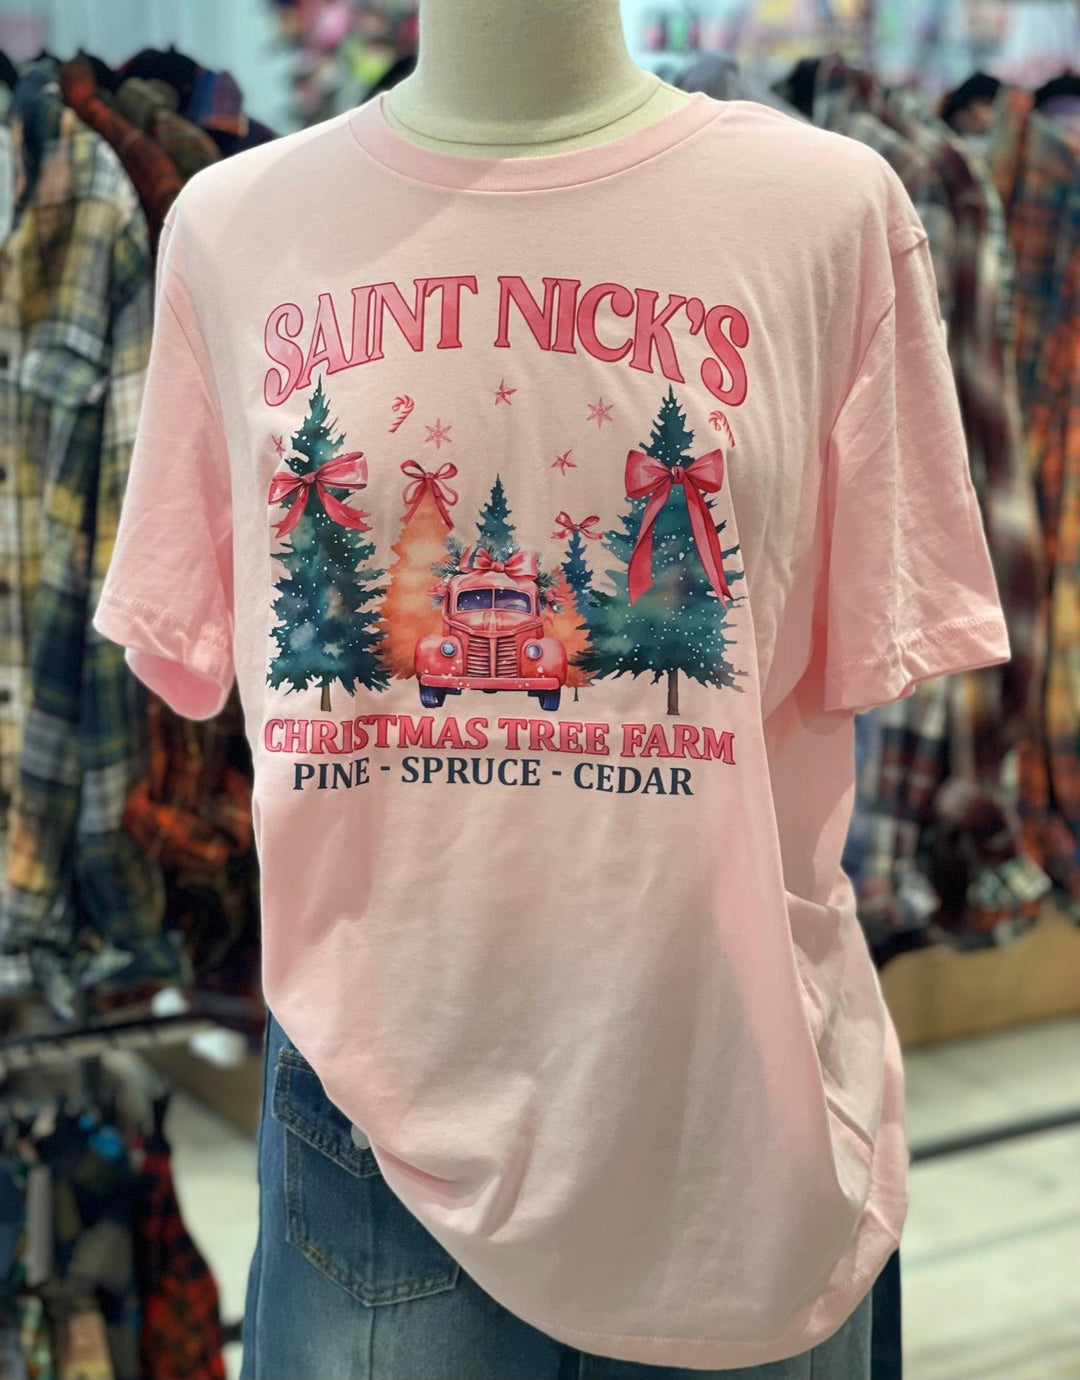 SAINT NICK'S
CHRISTMAS TREE FARM
PINE - SPRUCE - CEDAR